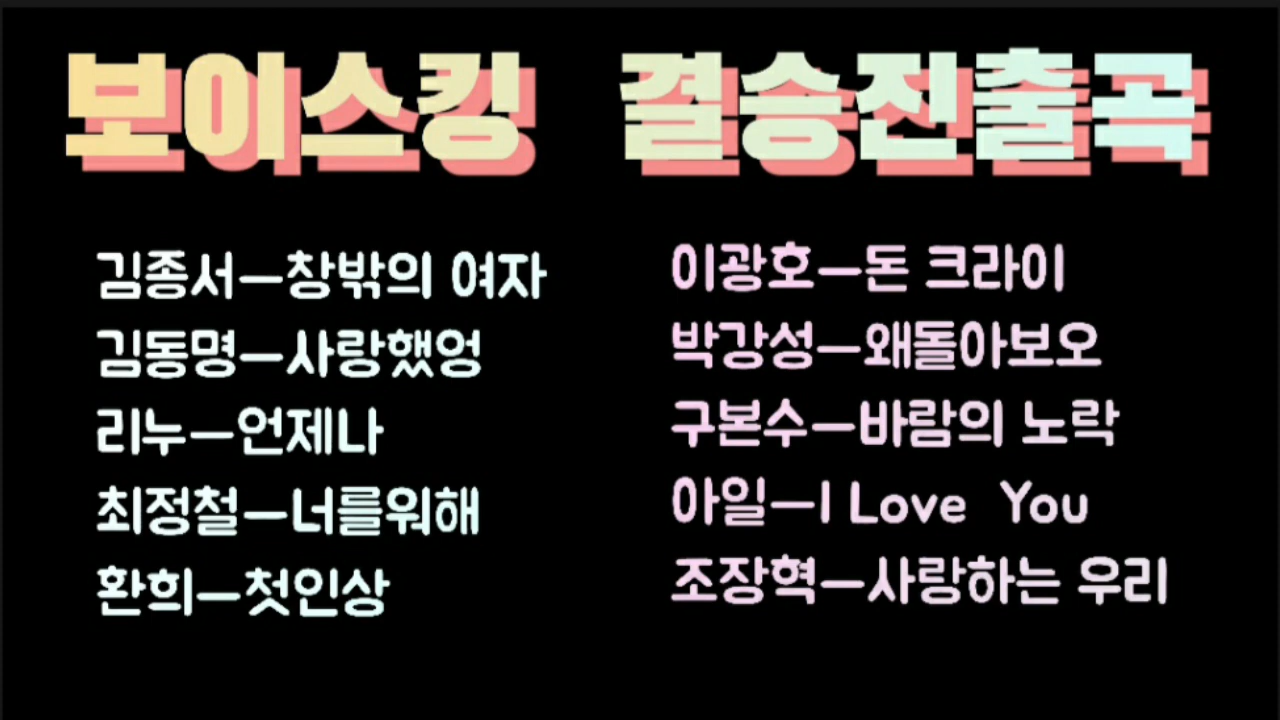 보이스킹 결승진출곡
김종서–창밖의 여자
김동명–사랑했엉
리누–언제나
최정철–너를워해
환희–첫인상
이광호–돈 크라이
박강성–왜돌아보오
구본수–바람의 노락
아일–I Love You
조장혁–사랑하는 우리